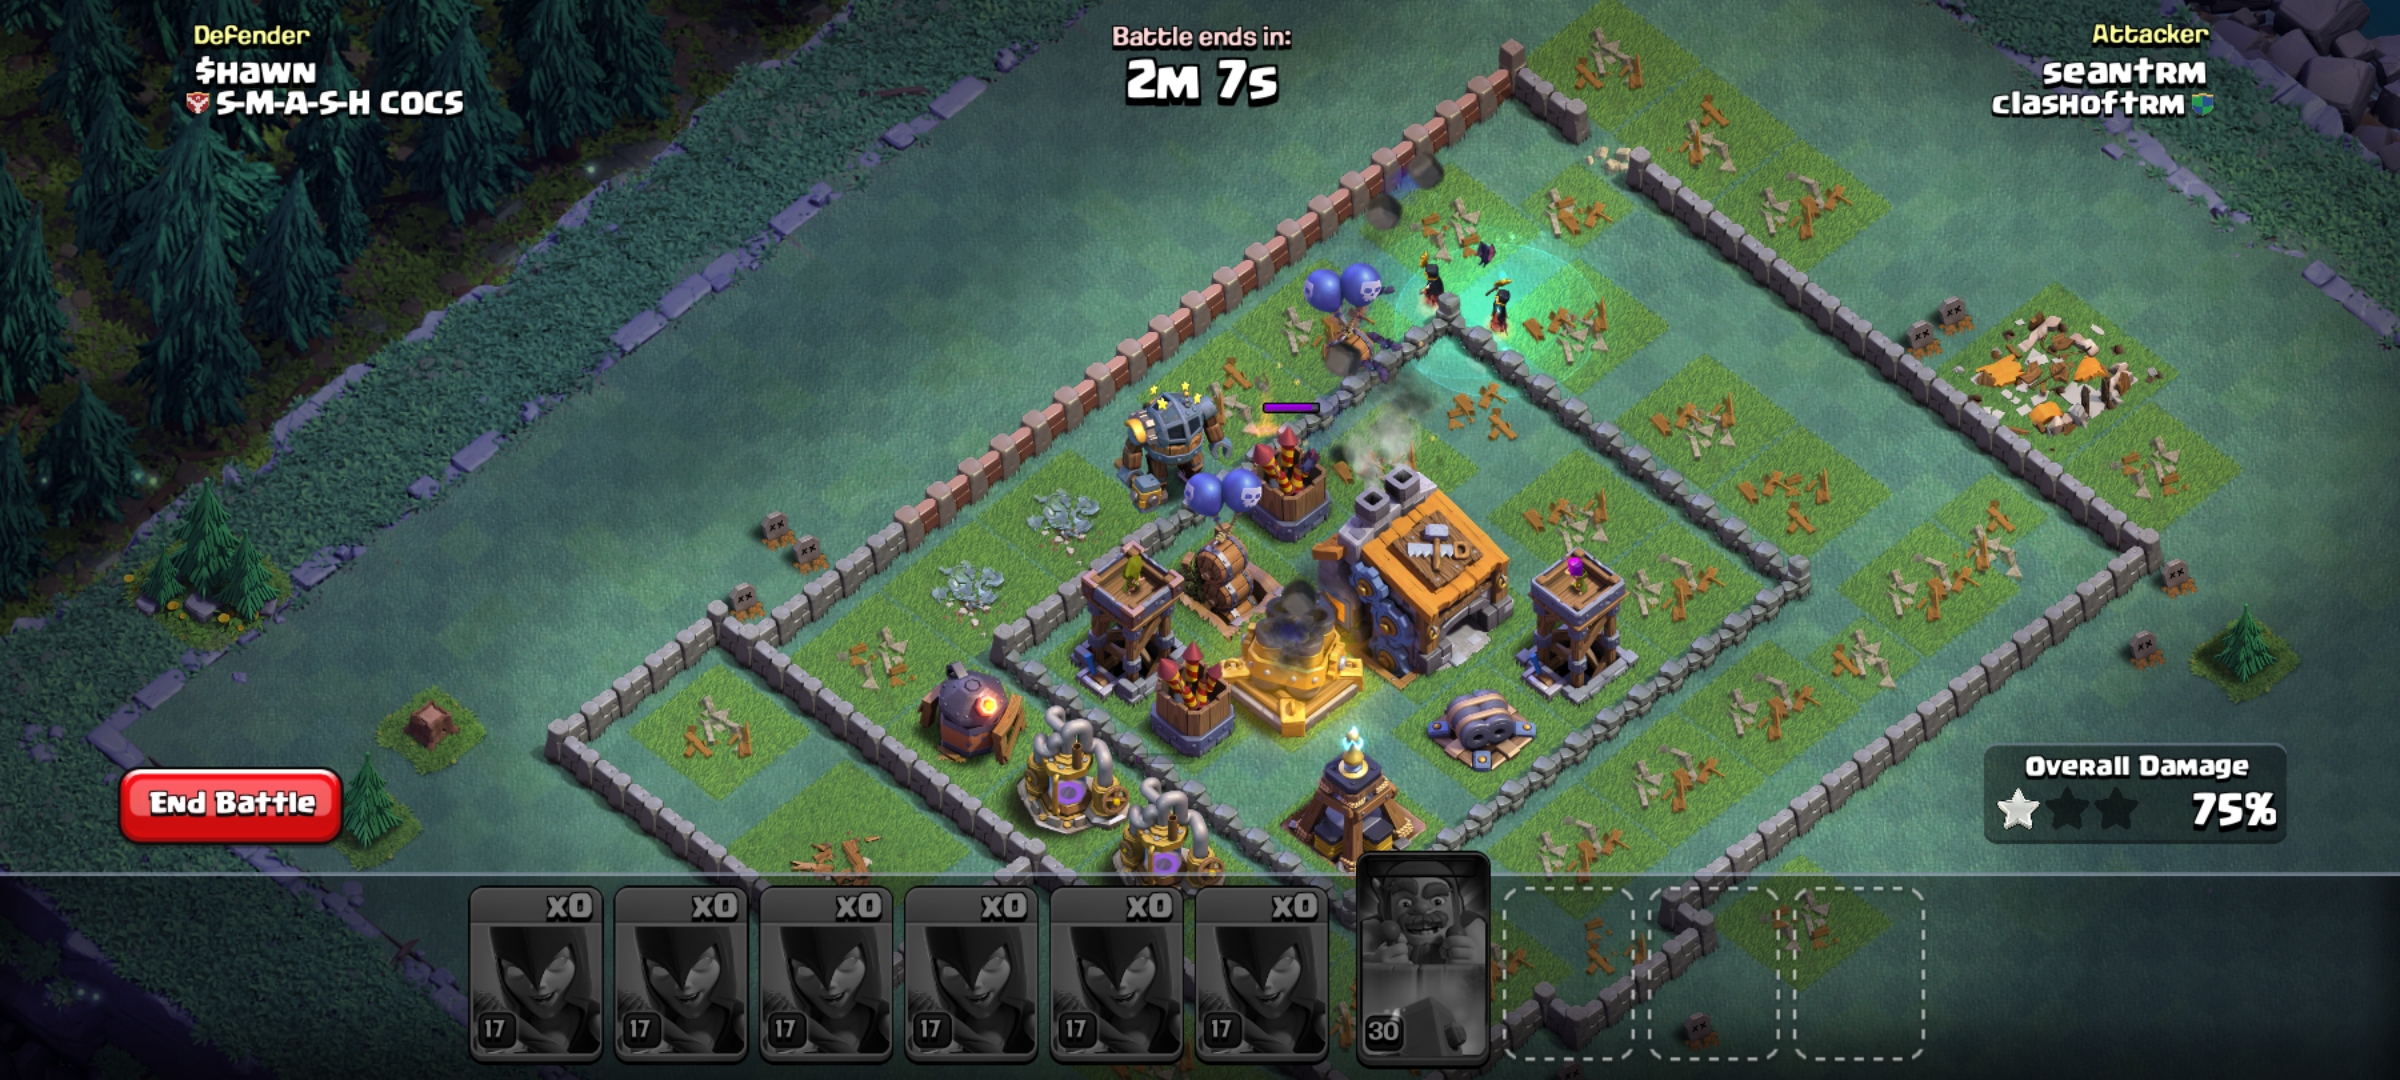 Defender
$HAWN
S-M-A-S-H COCS
Battle ends in:
2M 7S
Attacker
seantRM
clashoftRM
End Battle
Overall Damage
75%
x0
x0
x0
x0
x0
x0
17
17
17
17
17
17
30